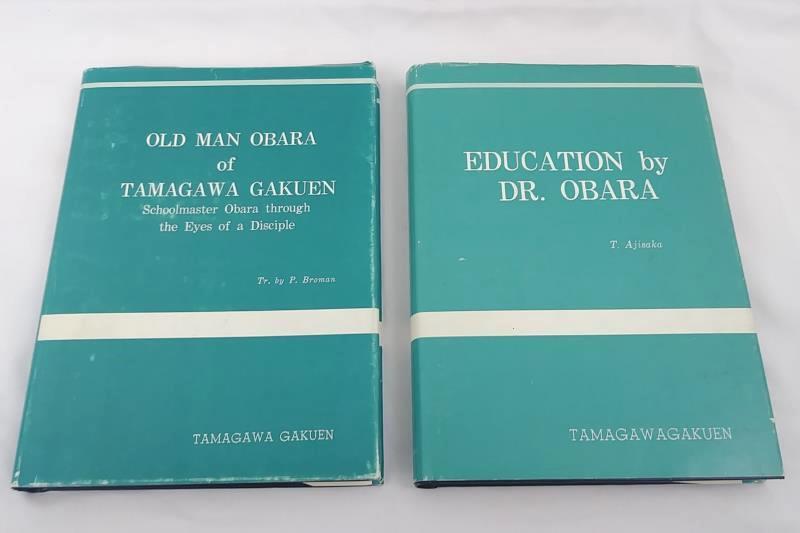 OLD MAN OBARA
of
TAMAGAWA GAKUEN
Schoolmaster Obara through
the Eyes of a Disciple
Tr. by P. Broman
TAMAGAWA GAKUEN
EDUCATION by
DR. OBARA
T. Ajisaka
TAMAGAWAGAKUEN